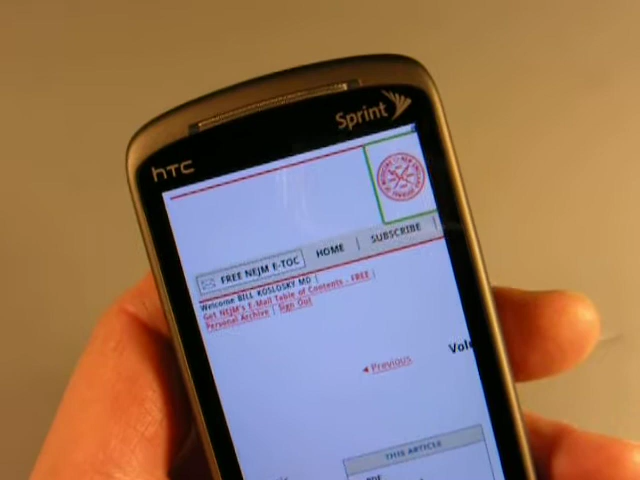 hTC
Sprint
FREE NEJM E-TOC | HOME | SUBSCRIBE |
Welcome BILL KOSLOSKY MD |
Get NEJM's E-Mail Table of Contents - FREE |
Personal Archive | Sign Out
Previous
THIS ARTICLE
PDF